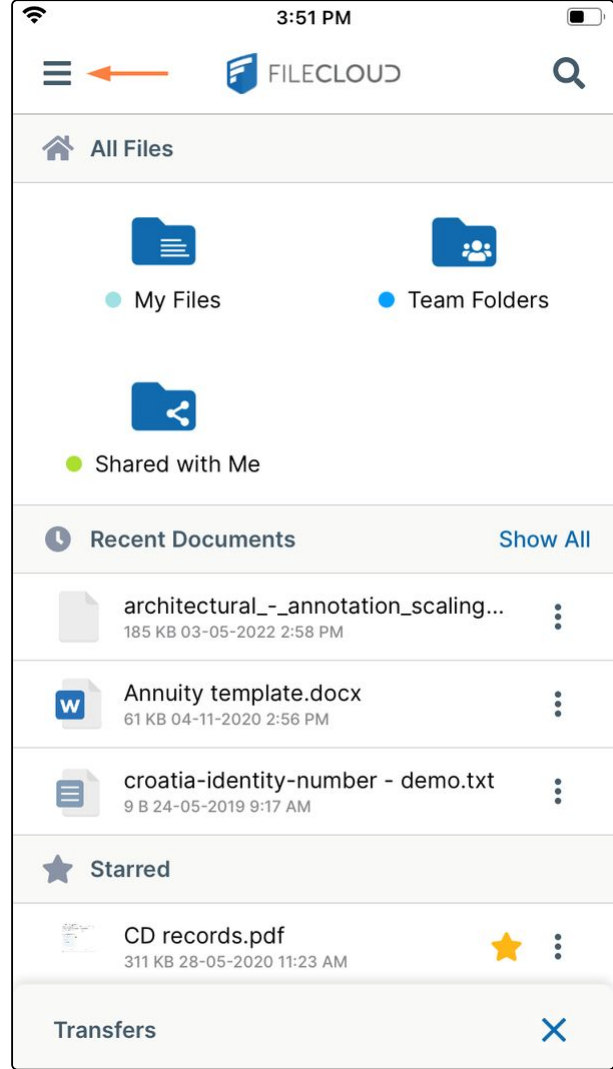 3:51 PM
FILECLOUD
All Files
My Files
Team Folders
Shared with Me
Recent Documents Show All
architectural_-_annotation_scaling...
185 KB 03-05-2022 2:58 PM
W
Annuity template.docx
61 KB 04-11-2020 2:56 PM
croatia-identity-number - demo.txt
9 B 24-05-2019 9:17 AM
Starred
CD records.pdf
311 KB 28-05-2020 11:23 AM
Transfers